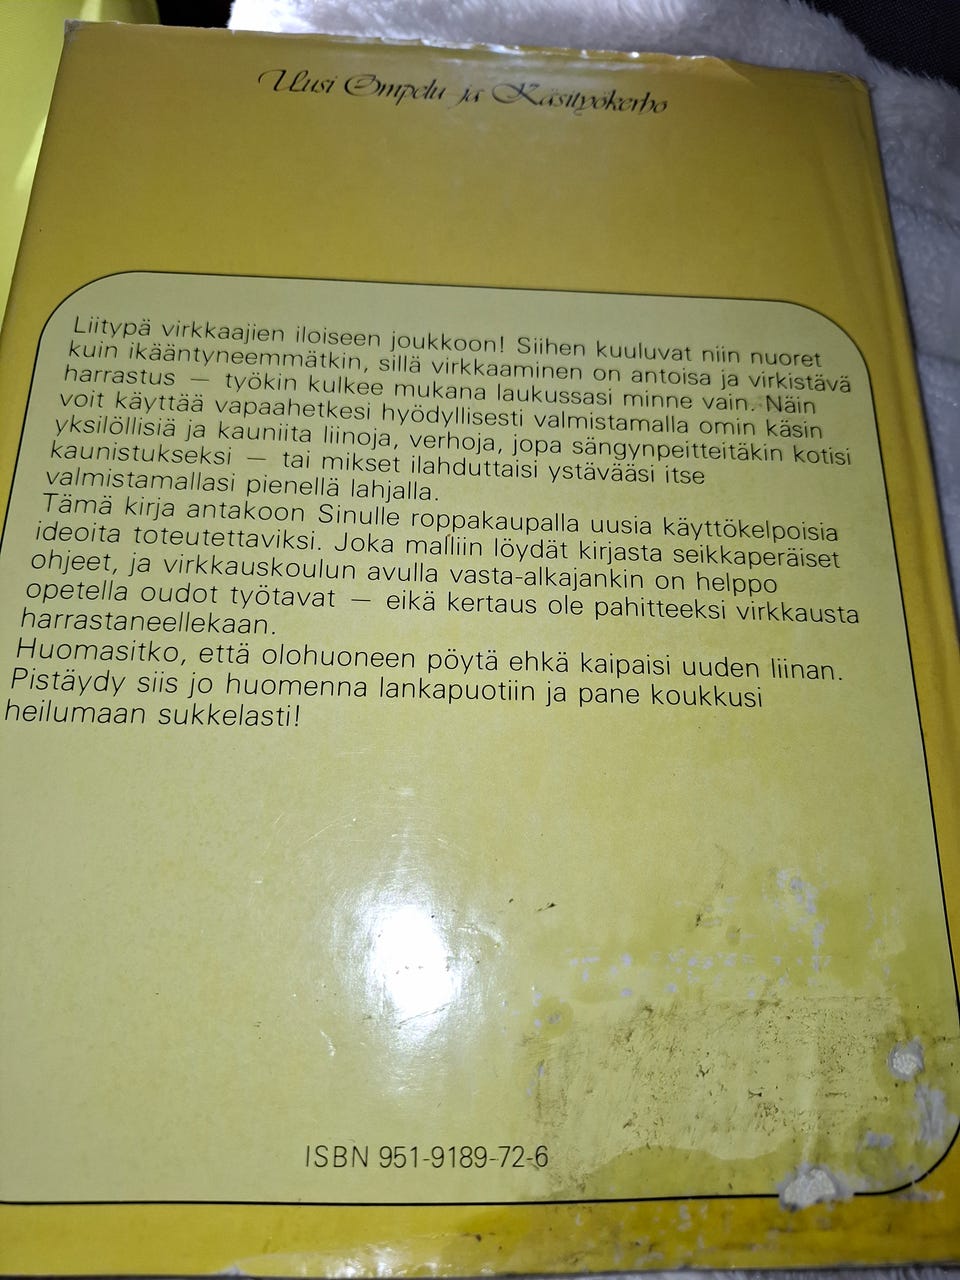 Uusi Ompelu ja Käsityökerho
Liitypä virkkaajien iloiseen joukkoon! Siihen kuuluvat niin nuoret
kuin ikääntyneemmätkin, sillä virkkaaminen on antoisa ja virkistävä
harrastus — työkin kulkee mukana laukussasi minne vain. Näin
voit käyttää vapaahetkesi hyödyllisesti valmistamalla omin käsin
yksilöllisiä ja kauniita liinoja, verhoja, jopa sängynpeitteitäkin kotisi
kaunistukseksi — tai mikset ilahduttaisi ystävääsi itse
valmistamallasi pienellä lahjalla.
Tämä kirja antakoon Sinulle roppakaupalla uusia käyttökelpoisia
ideoita toteutettaviksi. Joka malliin löydät kirjasta seikkaperäiset
ohjeet, ja virkkauskoulun avulla vasta-alkajankin on helppo
opetella oudot työtavat — eikä kertaus ole pahitteeksi virkkausta
harrastaneellekaan.
Huomasitko, että olohuoneen pöytä ehkä kaipaisi uuden liinan.
Pistäydy siis jo huomenna lankapuotiin ja pane koukkusi
heilumaan sukkelasti!
ISBN 951-9189-72-6